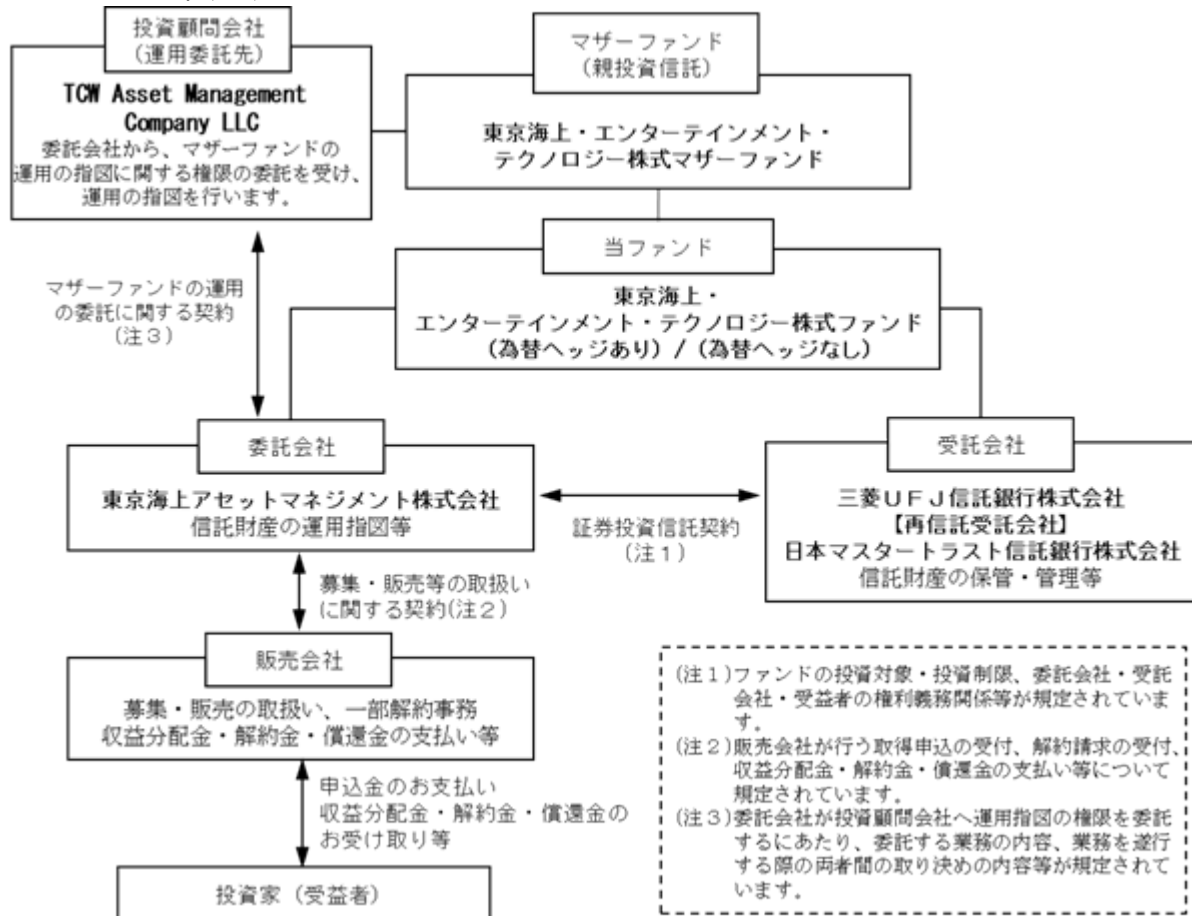 投資顧問会社
(運用委託先)
TCW Asset Management
Company LLC
委託会社から、マザーファンドの
運用の指図に関する権限の委託を受け、
運用の指図を行います。
マザーファンド
(親投資信託)
東京海上・エンターテインメント・
テクノロジー株式マザーファンド
当ファンド
東京海上・
エンターテインメント・テクノロジー株式ファンド
(為替ヘッジあり) / (為替ヘッジなし)
マザーファンドの運用
の委託に関する契約
(注3)
委託会社
東京海上アセットマネジメント株式会社
信託財産の運用指図等
証券投資信託契約
(注1)
受託会社
三菱UFJ信託銀行株式会社
【再信託受託会社】
日本マスタートラスト信託銀行株式会社
信託財産の保管・管理等
募集・販売等の取扱い
に関する契約(注2)
販売会社
募集・販売の取扱い、一部解約事務
収益分配金・解約金・償還金の支払い等
申込金のお支払い
収益分配金・解約金・償還金の
お受け取り等
投資家(受益者)
(注1)ファンドの投資対象・投資制限、委託会社・受託
会社・受益者の権利義務関係等が規定されていま
す。
(注2)販売会社が行う取得申込の受付、解約請求の受付、
収益分配金・解約金・償還金の支払い等について
規定されています。
(注3)委託会社が投資顧問会社へ運用指図の権限を委託
するにあたり、委託する業務の内容、業務を遂行
する際の両者間の取り決めの内容等が規定されて
います。